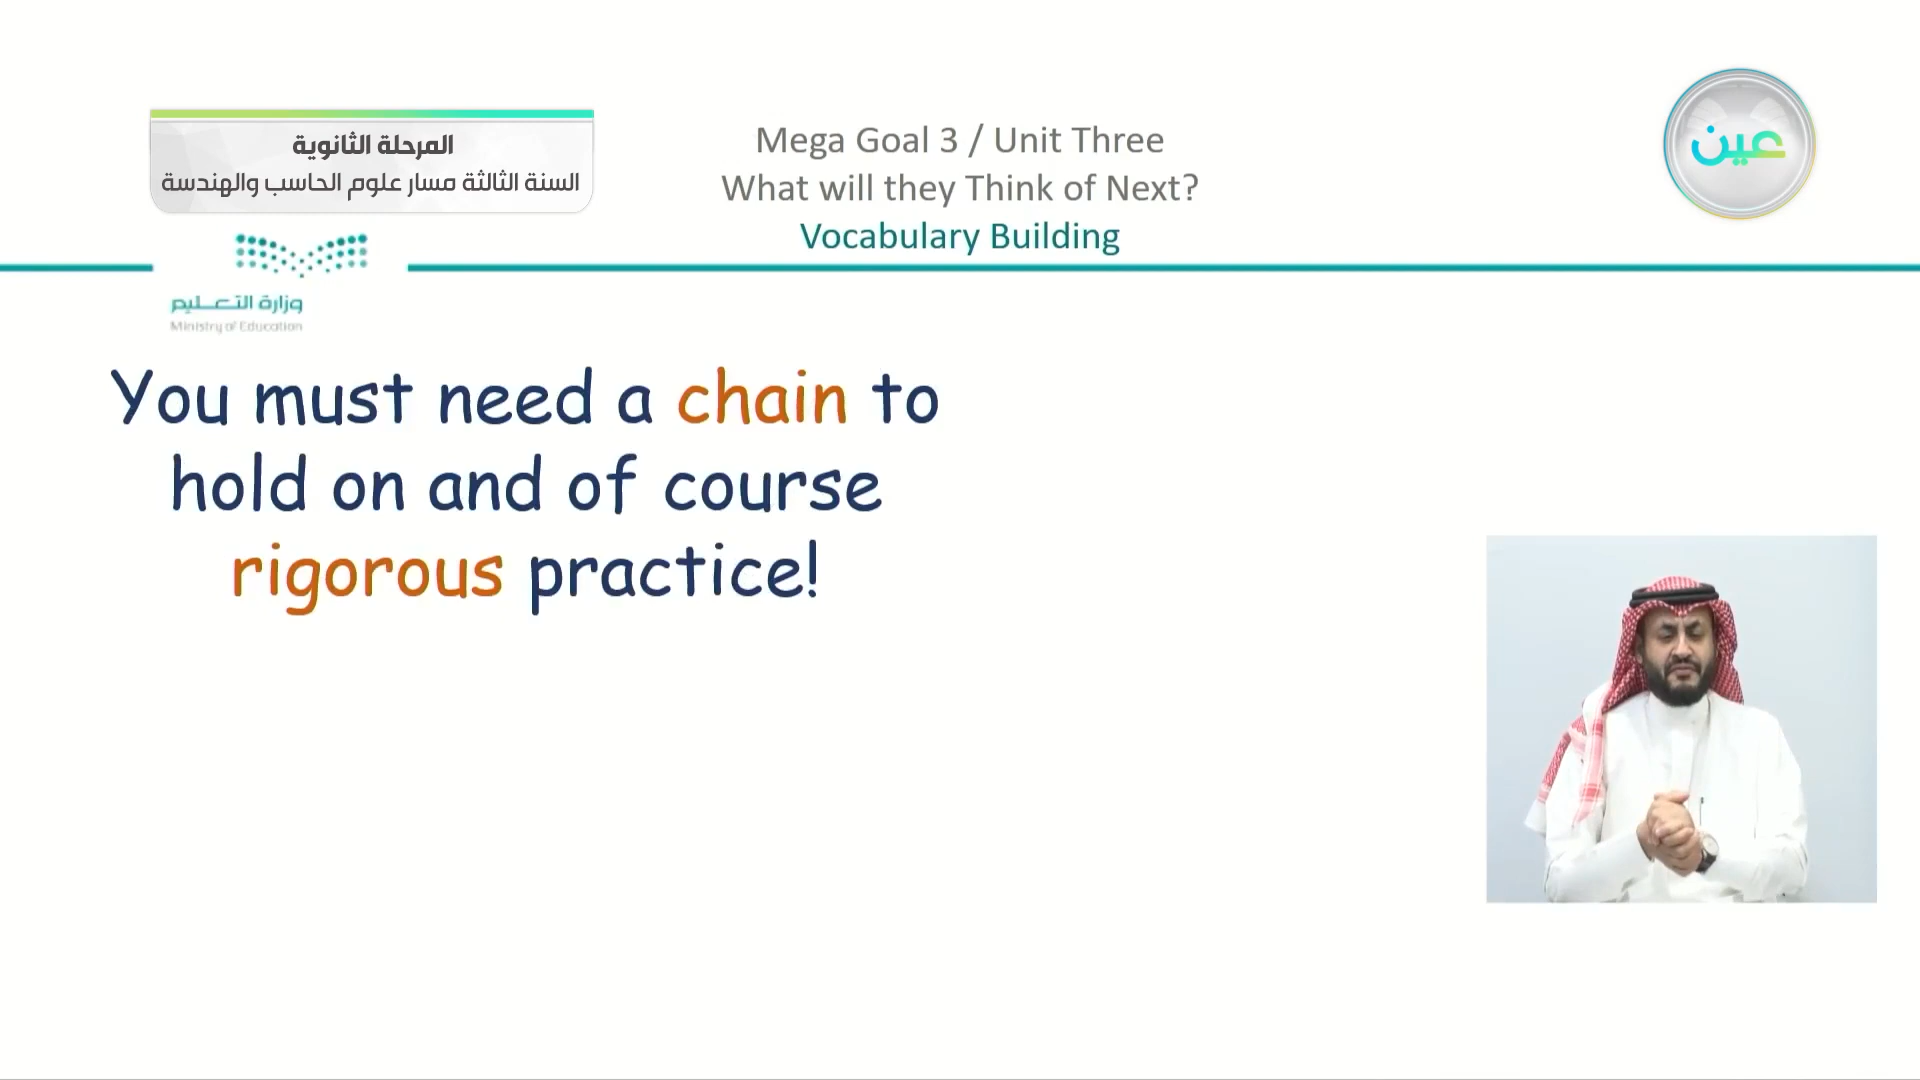 المرحلة الثانوية
السنة الثالثة مسار علوم الحاسب والهندسة
Mega Goal 3 / Unit Three
What will they Think of Next?
Vocabulary Building
عين
وزارة التعليم
Ministry of Education
You must need a chain to
hold on and of course
rigorous practice!